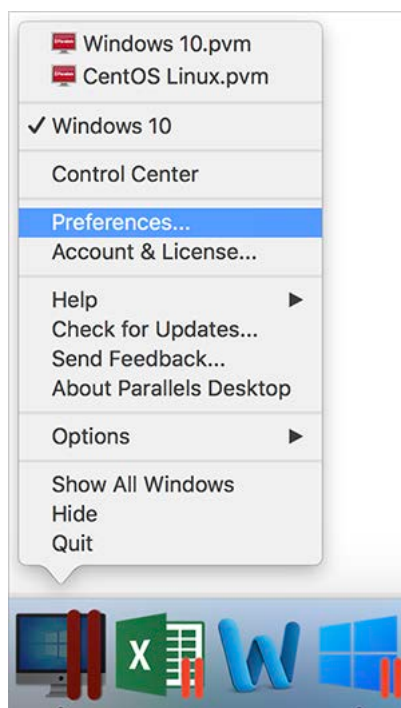 Windows 10.pvm
CentOS Linux.pvm
✓ Windows 10
Control Center
Preferences...
Account & License...
Help ▶
Check for Updates...
Send Feedback...
About Parallels Desktop
Options ▶
Show All Windows
Hide
Quit
X
W